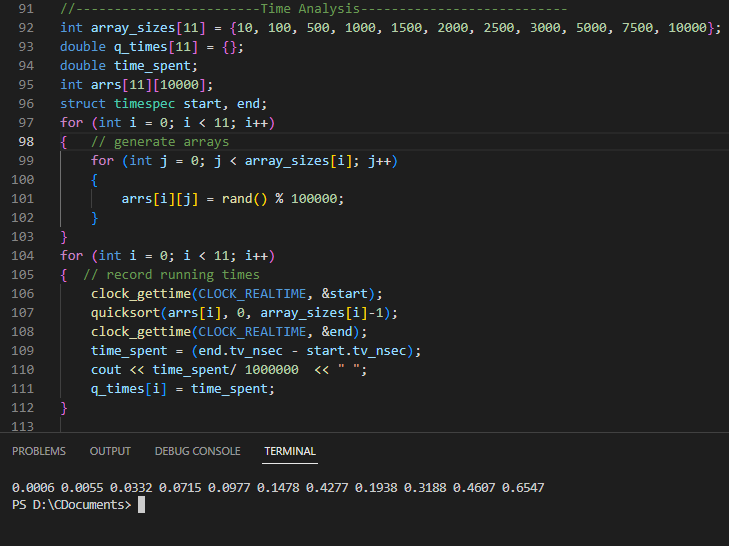 91 //------------------------Time Analysis---------------------------
92 int array_sizes[11] = {10, 100, 500, 1000, 1500, 2000, 2500, 3000, 5000, 7500, 10000};
93 double q_times[11] = {};
94 double time_spent;
95 int arrs[11][10000];
96 struct timespec start, end;
97 for (int i = 0; i < 11; i++)
98 {   // generate arrays
99     for (int j = 0; j < array_sizes[i]; j++)
100     {
101         arrs[i][j] = rand() % 100000;
102     }
103 }
104 for (int i = 0; i < 11; i++)
105 {  // record running times
106     clock_gettime(CLOCK_REALTIME, &start);
107     quicksort(arrs[i], 0, array_sizes[i]-1);
108     clock_gettime(CLOCK_REALTIME, &end);
109     time_spent = (end.tv_nsec - start.tv_nsec);
110     cout << time_spent/ 1000000  << " ";
111     q_times[i] = time_spent;
112 }
113
PROBLEMS OUTPUT DEBUG CONSOLE TERMINAL
0.0006 0.0055 0.0332 0.0715 0.0977 0.1478 0.4277 0.1938 0.3188 0.4607 0.6547
PS D:\CDocuments>